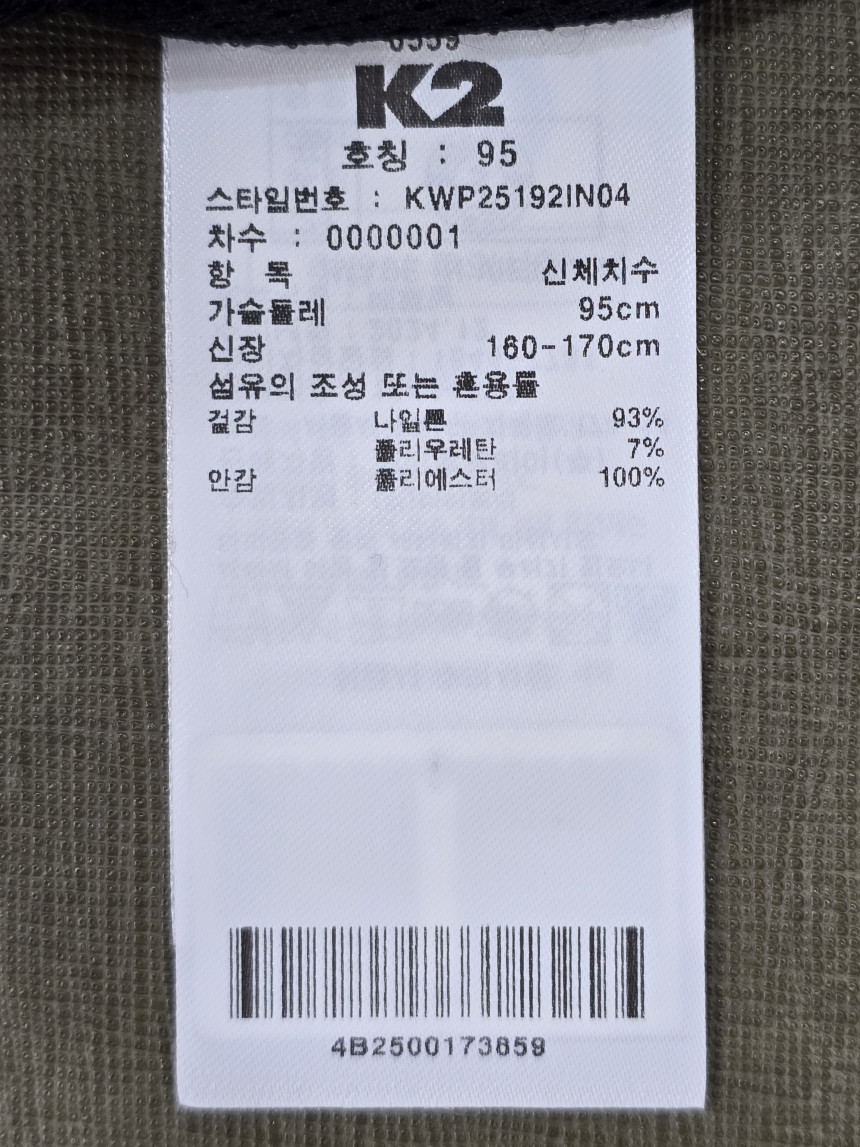 K2
호칭 : 95
스타일번호 : KWP25192IN04
차수 : 0000001
항 목 신체치수
가슴둘레 95cm
신장 160-170cm
섬유의 조성 또는 혼용률
겉감 나일론 93%
폴리우레탄 7%
안감 폴리에스터 100%
4B2500173859